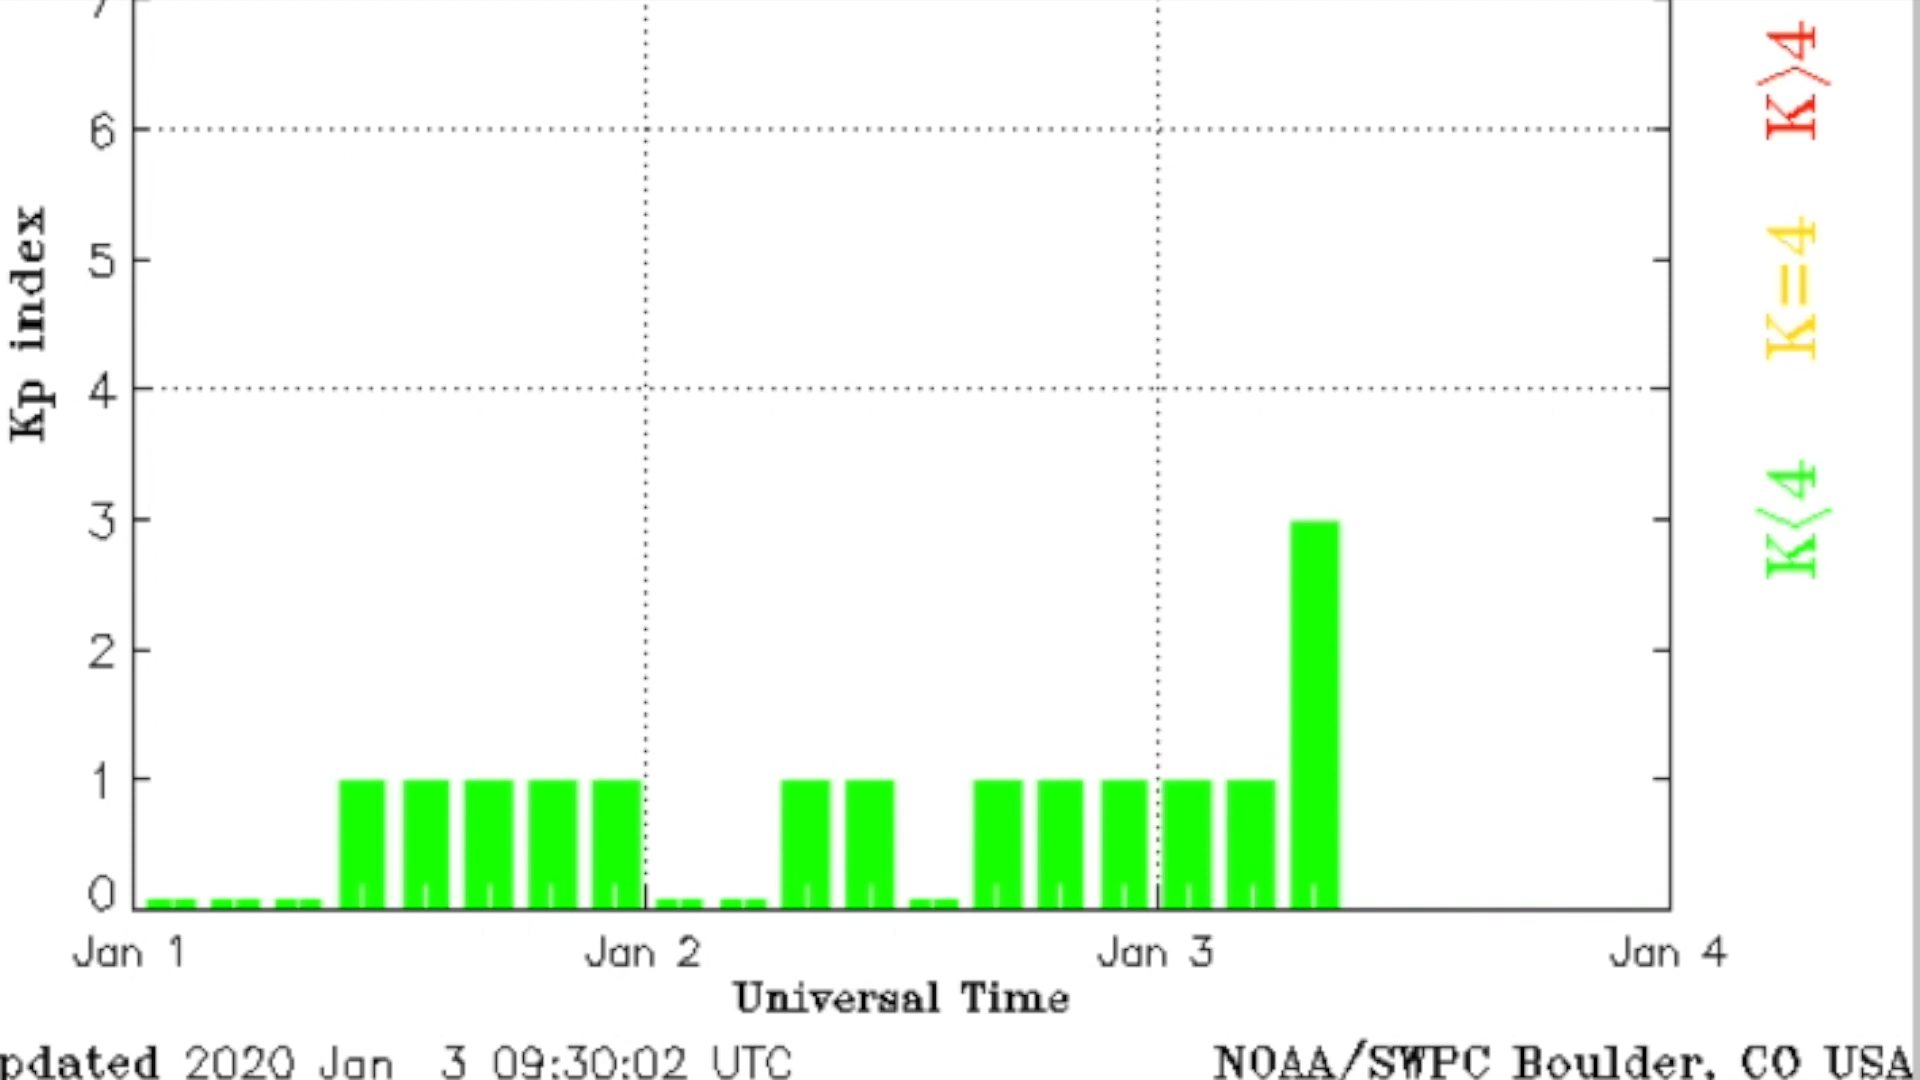 7
6
5
4
3
2
1
0
Kp index
Jan 1 Jan 2 Jan 3 Jan 4
Universal Time
pdated 2020 Jan 3 09:30:02 UTC
NOAA/SWPC Boulder, CO USA
K>4
K=4
K<4